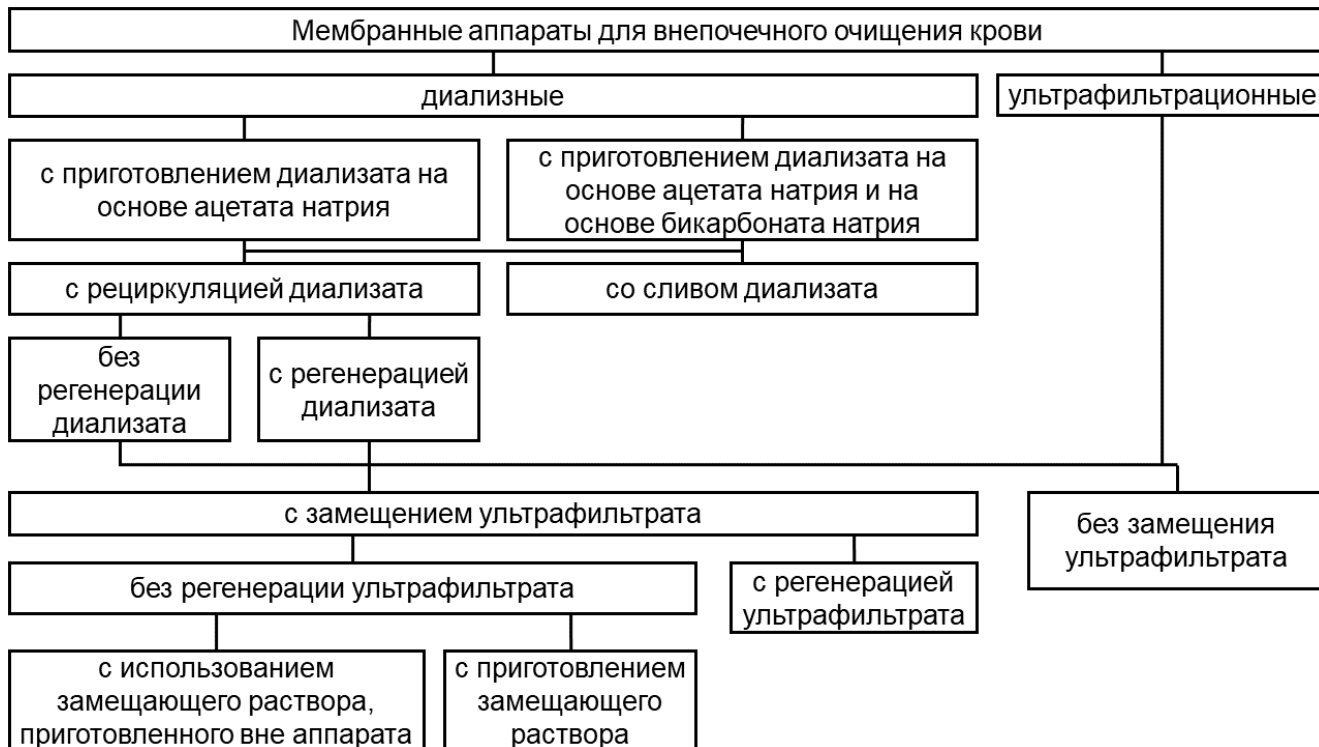 Мембранные аппараты для внепочечного очищения крови
диализные
ультрафильтрационные
с приготовлением диализата на
основе ацетата натрия
с приготовлением диализата на
основе ацетата натрия и на
основе бикарбоната натрия
с рециркуляцией диализата
со сливом диализата
без
регенерации
диализата
с регенерацией
диализата
с замещением ультрафильтрата
без замещения
ультрафильтрата
без регенерации ультрафильтрата
с регенерацией
ультрафильтрата
с использованием
замещающего раствора,
приготовленного вне аппарата
с приготовлением
замещающего
раствора